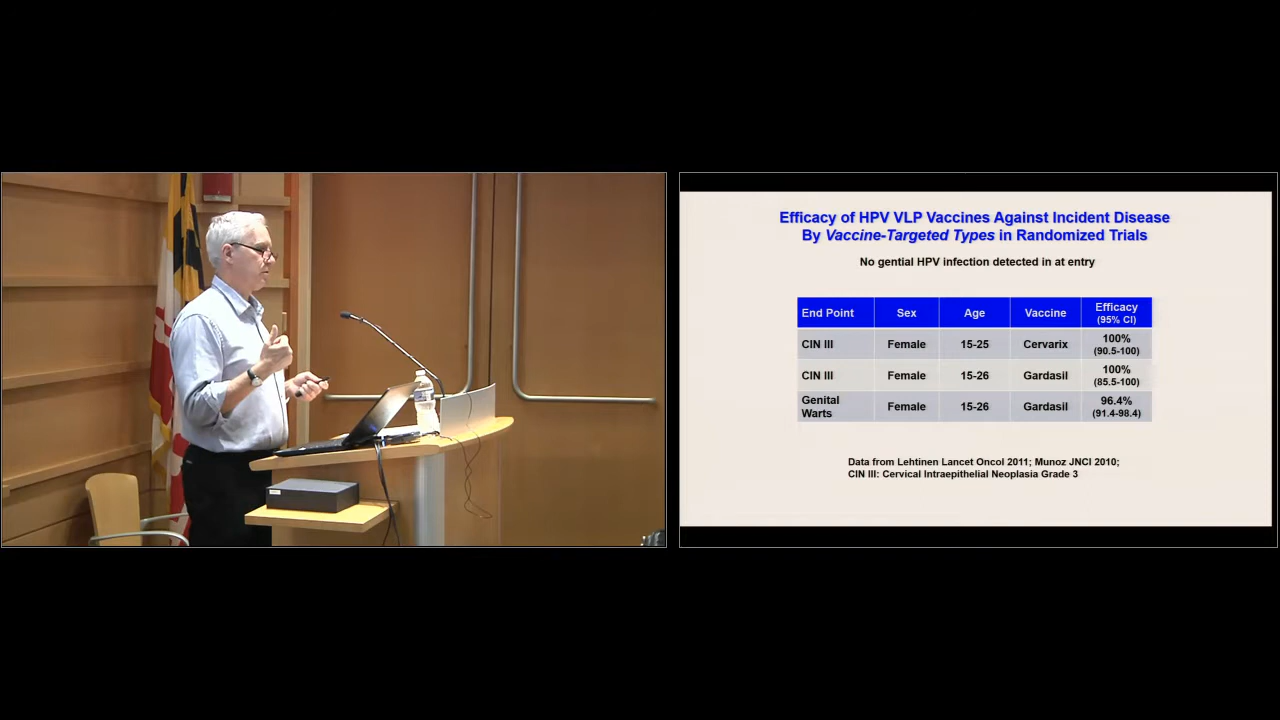 Efficacy of HPV VLP Vaccines Against Incident Disease
By Vaccine-Targeted Types in Randomized Trials
No gential HPV infection detected in at entry
End Point Sex Age Vaccine Efficacy
(95% CI)
CIN III Female 15-25 Cervarix 100%
(90.5-100)
CIN III Female 15-26 Gardasil 100%
(85.5-100)
Genital
Warts Female 15-26 Gardasil 96.4%
(91.4-98.4)
Data from Lehtinen Lancet Oncol 2011; Munoz JNCI 2010;
CIN III: Cervical Intraepithelial Neoplasia Grade 3